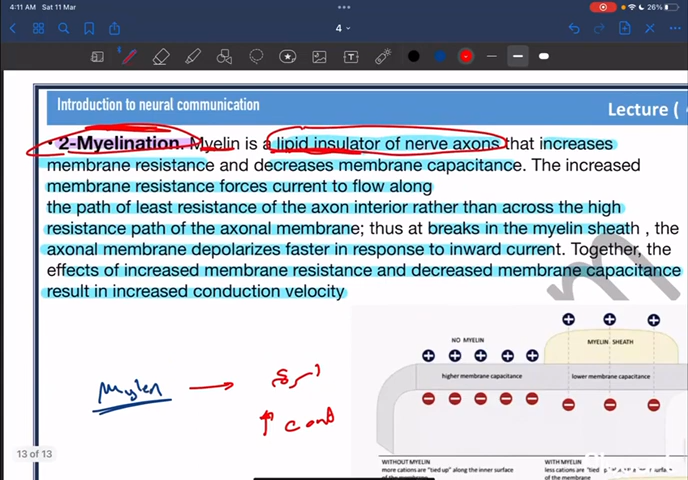 4:11 AM Sat 11 Mar
26%
4
Introduction to neural communication
Lecture (
• 2-Myelination. Myelin is a lipid insulator of nerve axons that increases
membrane resistance and decreases membrane capacitance. The increased
membrane resistance forces current to flow along
the path of least resistance of the axon interior rather than across the high
resistance path of the axonal membrane; thus at breaks in the myelin sheath , the
axonal membrane depolarizes faster in response to inward current. Together, the
effects of increased membrane resistance and decreased membrane capacitance
result in increased conduction velocity
NO MYELIN
MYELIN SHEATH
higher membrane capacitance
lower membrane capacitance
Mylen →
↑ cond
13 of 13
WITHOUT MYELIN
more cations are "tied up" along the inner surface
of the membrane
WITH MYELIN
less cations are "tied up"
of the membrane